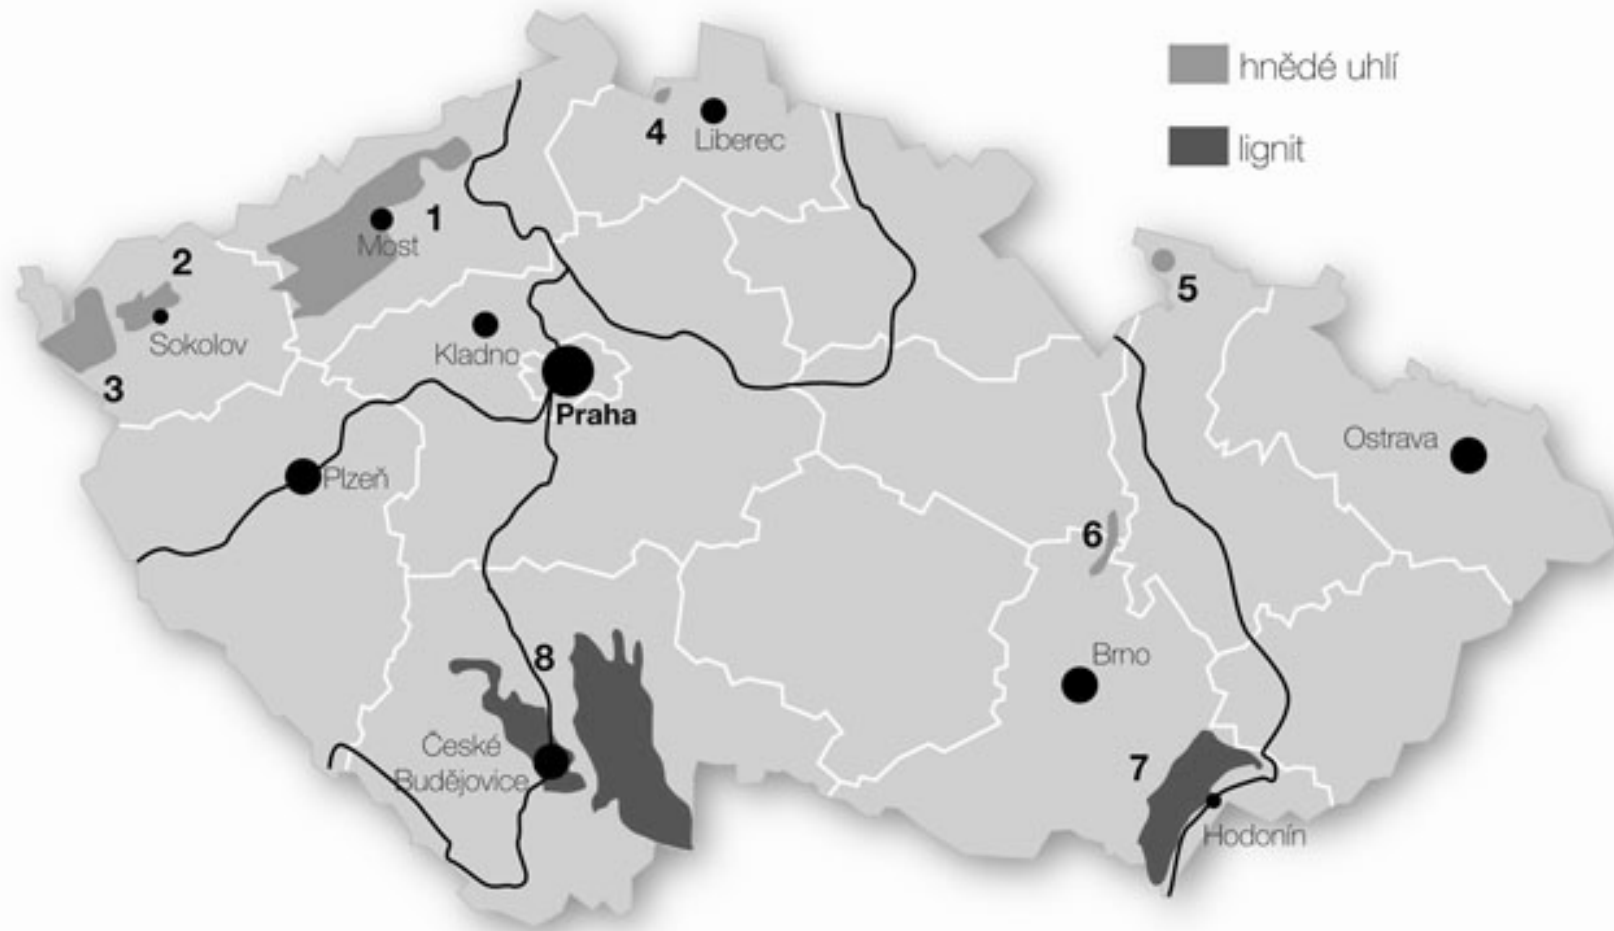 hnědé uhlí
lignit
4
Liberec
1
Most
2
Sokolov
3
5
Kladno
Praha
Plzeň
Ostrava
6
8
Brno
České
Budějovice
7
Hodonín